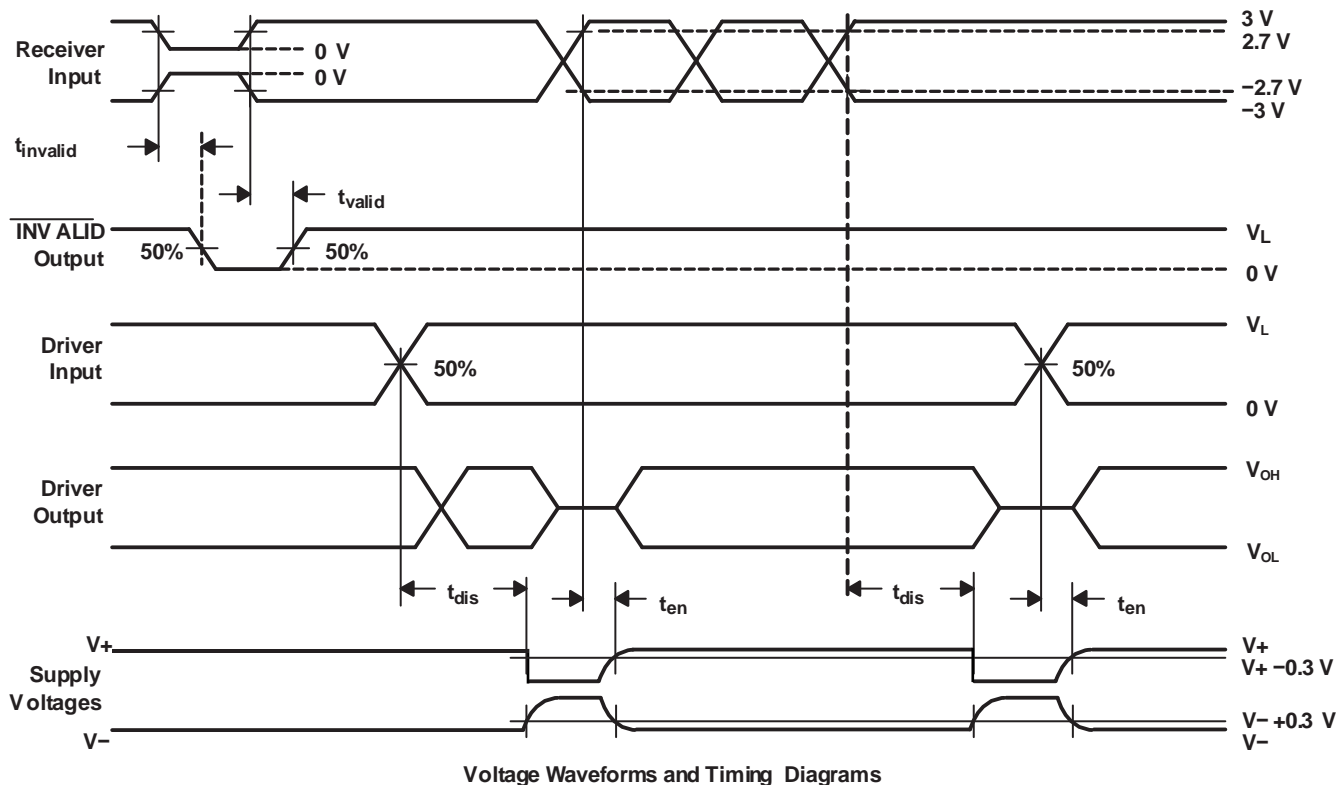 Receiver
Input
0 V
0 V
3 V
2.7 V
−2.7 V
−3 V
tinvalid
tvalid
INV ALID
Output
50%
50%
VL
0 V
Driver
Input
50%
50%
VL
0 V
Driver
Output
VOH
VOL
tdis
ten
tdis
ten
V+
Supply
Voltages
V−
V+
V+ −0.3 V
V− +0.3 V
V−
Voltage Waveforms and Timing Diagrams